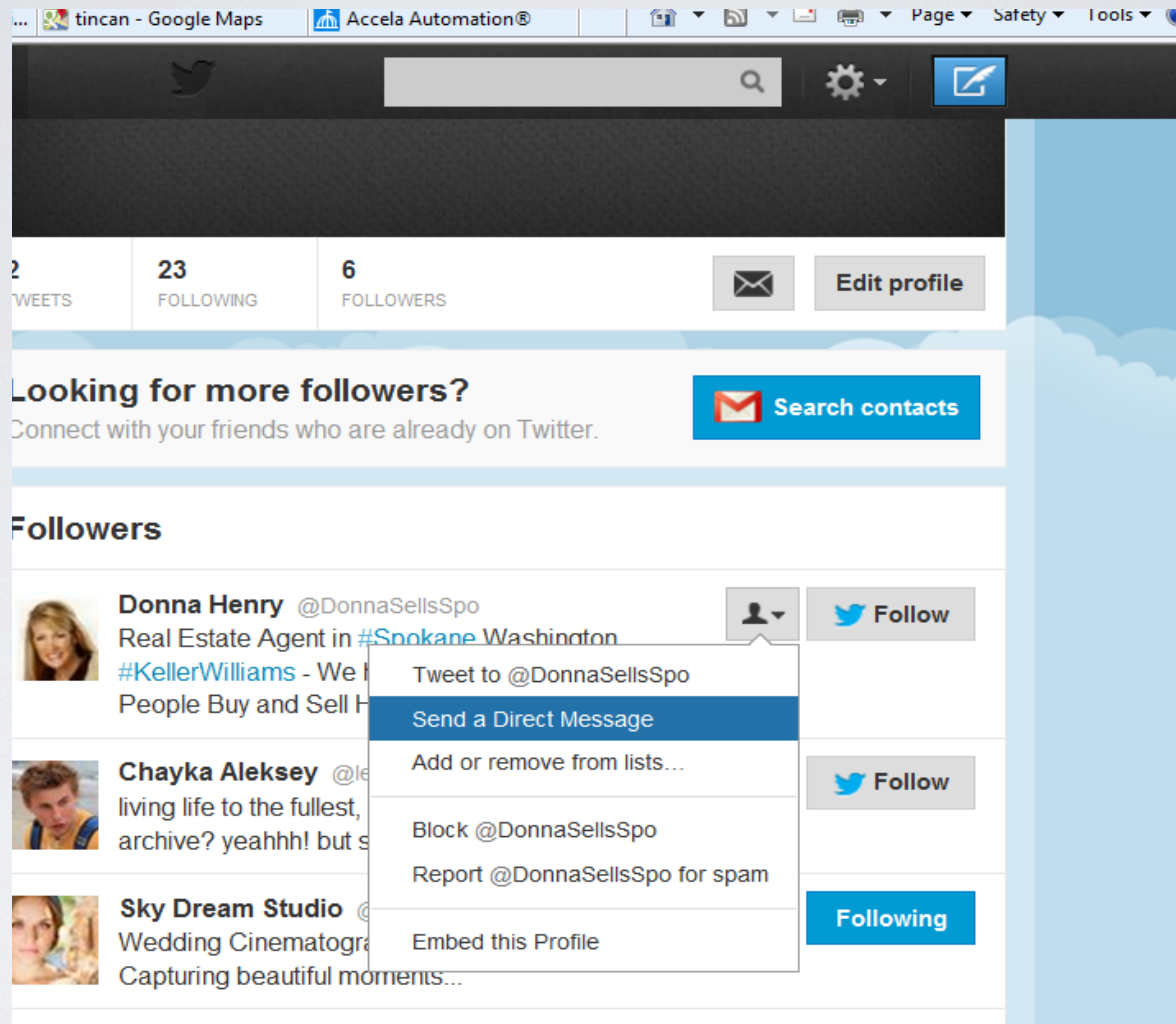 ... tincan - Google Maps Accela Automation® Page Safety Tools
2 23 6
TWEETS FOLLOWING FOLLOWERS
Edit profile
Looking for more followers?
Connect with your friends who are already on Twitter.
Search contacts
Followers
Donna Henry @DonnaSellsSpo
Follow
Real Estate Agent in #Spokane Washington
#KellerWilliams - We
People Buy and Sell
Tweet to @DonnaSellsSpo
Send a Direct Message
Add or remove from lists...
Block @DonnaSellsSpo
Report @DonnaSellsSpo for spam
Embed this Profile
Chayka Aleksey @le
Follow
living life to the fullest,
archive? yeahhh! but s
Sky Dream Studio @
Following
Wedding Cinematogra
Capturing beautiful moments...